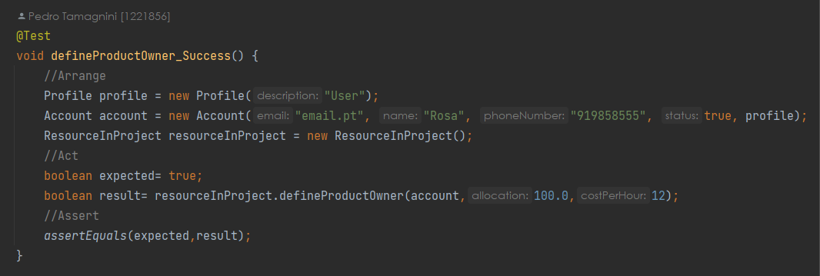 Pedro Tamagnini [1221856]
@Test
void defineProductOwner_Success() {
//Arrange
Profile profile = new Profile( description: "User");
Account account = new Account( email: "email.pt", name: "Rosa", phoneNumber: "919858555", status: true, profile);
ResourceInProject resourceInProject = new ResourceInProject();
//Act
boolean expected= true;
boolean result= resourceInProject.defineProductOwner(account, allocation: 100.0, costPerHour: 12);
//Assert
assertEquals(expected,result);
}